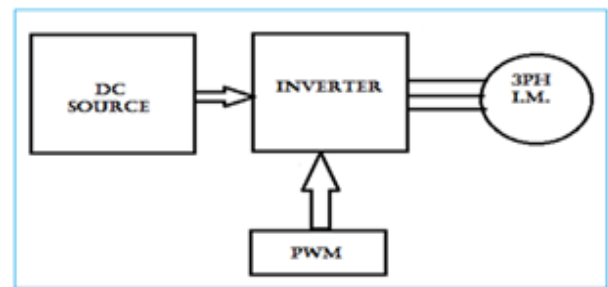 DC
SOURCE
INVERTER
3PH
I.M.
PWM